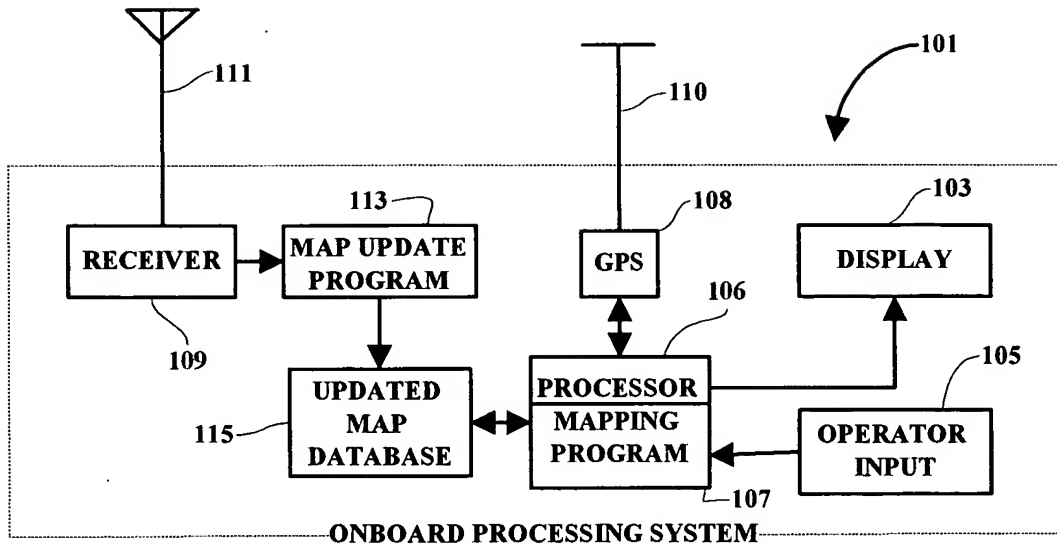 101
111
110
113
108
103
RECEIVER
MAP UPDATE
PROGRAM
GPS
DISPLAY
109
106
105
UPDATED
MAP
DATABASE
115
PROCESSOR
MAPPING
PROGRAM
OPERATOR
INPUT
107
ONBOARD PROCESSING SYSTEM